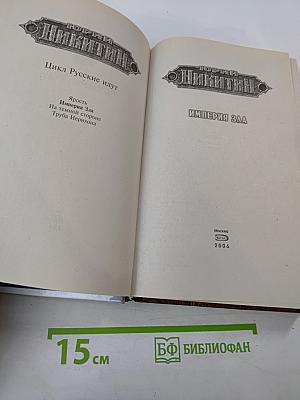 ЮРИЙ
НИКИТИН
Цикл Русские идут
Ярость
Империя Зла
На темной стороне
Труба Иерихона
ЮРИЙ
НИКИТИН
ИМПЕРИЯ ЗЛА
МОСКВА
ЭКСМО
2006
15 см
БФ БИБЛИОФАН